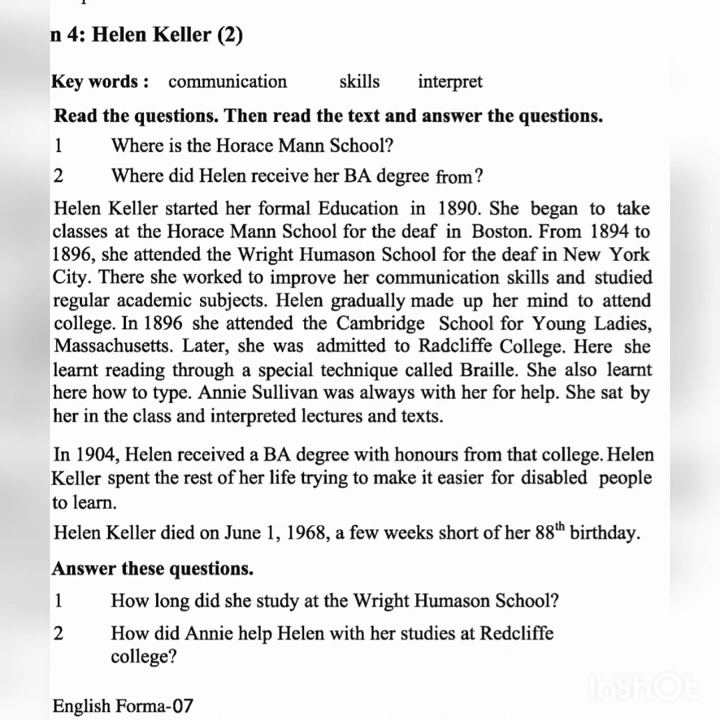 n 4: Helen Keller (2)
Key words : communication skills interpret
Read the questions. Then read the text and answer the questions.
1 Where is the Horace Mann School?
2 Where did Helen receive her BA degree from?
Helen Keller started her formal Education in 1890. She began to take
classes at the Horace Mann School for the deaf in Boston. From 1894 to
1896, she attended the Wright Humason School for the deaf in New York
City. There she worked to improve her communication skills and studied
regular academic subjects. Helen gradually made up her mind to attend
college. In 1896 she attended the Cambridge School for Young Ladies,
Massachusetts. Later, she was admitted to Radcliffe College. Here she
learnt reading through a special technique called Braille. She also learnt
here how to type. Annie Sullivan was always with her for help. She sat by
her in the class and interpreted lectures and texts.
In 1904, Helen received a BA degree with honours from that college. Helen
Keller spent the rest of her life trying to make it easier for disabled people
to learn.
Helen Keller died on June 1, 1968, a few weeks short of her 88th birthday.
Answer these questions.
1 How long did she study at the Wright Humason School?
2 How did Annie help Helen with her studies at Redcliffe
college?
InShOt
English Forma-07